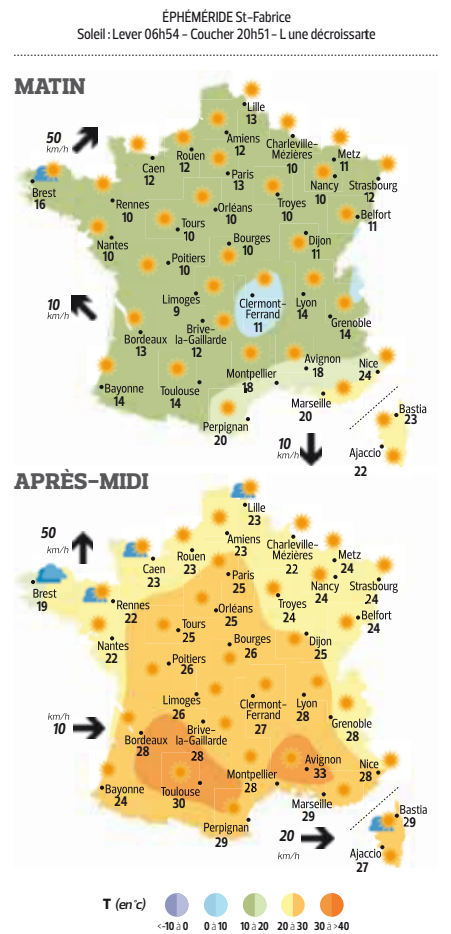 ÉPHÉMÉRIDE St-Fabrice
Soleil : Lever 06h54 - Coucher 20h51 - L une décroissante
MATIN
50
km/h
Lille
13
Amiens
12
Charleville-
Mézières
10
Rouen
12
Caen
12
Metz
11
Paris
13
Nancy
10
Strasbourg
12
Brest
16
Rennes
10
Orléans
10
Troyes
10
Belfort
11
Tours
10
Nantes
10
Bourges
10
Dijon
11
Poitiers
10
10
km/h
Limoges
9
Clermont-
Ferrand
11
Lyon
14
Grenoble
14
Bordeaux
13
Brive-
la-Gaillarde
12
Avignon
18
Nice
24
Montpellier
18
Bayonne
14
Toulouse
14
Marseille
20
Perpignan
20
Bastia
23
10
km/h
Ajaccio
22
APRÈS-MIDI
50
km/h
Lille
23
Amiens
23
Charleville-
Mézières
22
Rouen
23
Caen
23
Metz
24
Paris
25
Nancy
24
Strasbourg
24
Brest
19
Rennes
22
Orléans
25
Troyes
24
Belfort
24
Tours
25
Nantes
22
Bourges
26
Dijon
25
Poitiers
26
km/h
10
Limoges
26
Clermont-
Ferrand
27
Lyon
28
Grenoble
28
Bordeaux
28
Brive-
la-Gaillarde
28
Avignon
33
Nice
28
Montpellier
28
Bayonne
24
Toulouse
30
Marseille
29
Perpignan
29
Bastia
29
20
km/h
Ajaccio
27
T (en °c)
<-10 à 0
0 à 10
10 à 20
20 à 30
30 à >40